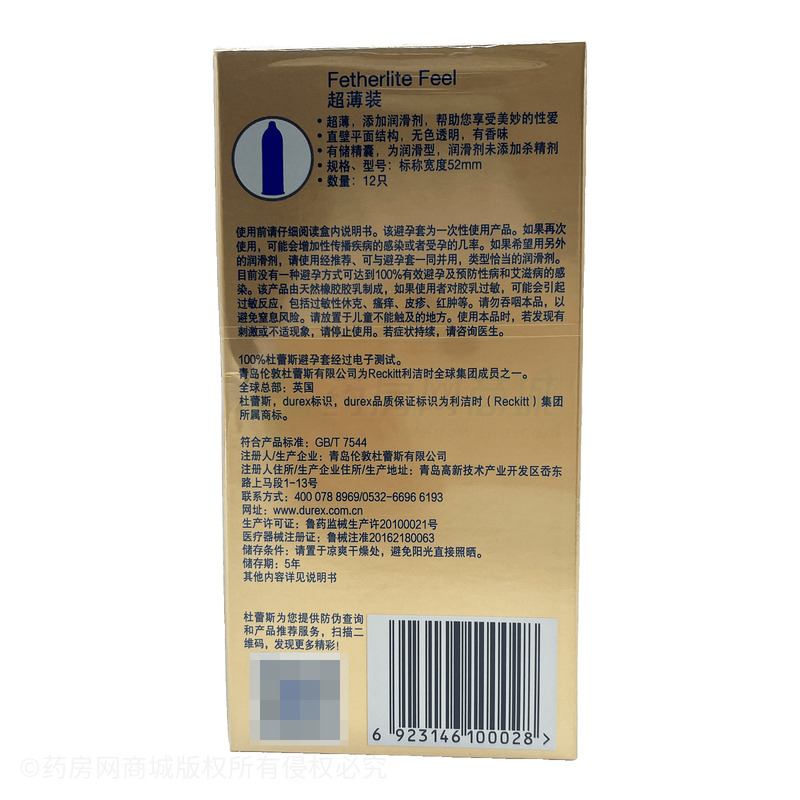 Fetherlite Feel
超薄装
• 超薄，添加润滑剂，帮助您享受美妙的性爱
• 直壁平面结构，无色透明，有香味
• 有储精囊，为润滑型，润滑剂未添加杀精剂
• 规格、型号：标称宽度52mm
• 数量：12只
使用前请仔细阅读盒内说明书。该避孕套为一次性使用产品。如果再次
使用，可能会增加性传播疾病的感染或者受孕的几率。如果希望用另外
的润滑剂，请使用经推荐、可与避孕套一同并用，类型恰当的润滑剂。
目前没有一种避孕方式可达到100%有效避孕及预防性病和艾滋病的感
染。该产品由天然橡胶胶乳制成，如果使用者对胶乳过敏，可能会引起
过敏反应，包括过敏性休克、瘙痒、皮疹、红肿等。请勿吞咽本品，以
避免窒息风险。请放置于儿童不能触及的地方。使用本品时，若发现有
刺激或不适现象，请停止使用。若症状持续，请咨询医生。
100%杜蕾斯避孕套经过电子测试。
青岛伦敦杜蕾斯有限公司为Reckitt利洁时全球集团成员之一。
全球总部：英国
杜蕾斯，durex标识，durex品质保证标识为利洁时（Reckitt）集团
所属商标。
符合产品标准：GB/T 7544
注册人/生产企业：青岛伦敦杜蕾斯有限公司
注册人住所/生产企业住所/生产地址：青岛高新技术产业开发区岙东
路上马段1-13号
联系方式：400 078 8969/0532-6696 6193
网址：www.durex.com.cn
生产许可证：鲁药监械生产许20100021号
医疗器械注册证：鲁械注准20162180063
储存条件：请置于凉爽干燥处，避免阳光直接照晒。
储存期：5年
其他内容详见说明书
杜蕾斯为您提供防伪查询
和产品推荐服务，扫描二
维码，发现更多精彩！
6 923146 100028 >
©药房网商城版权所有侵权必究